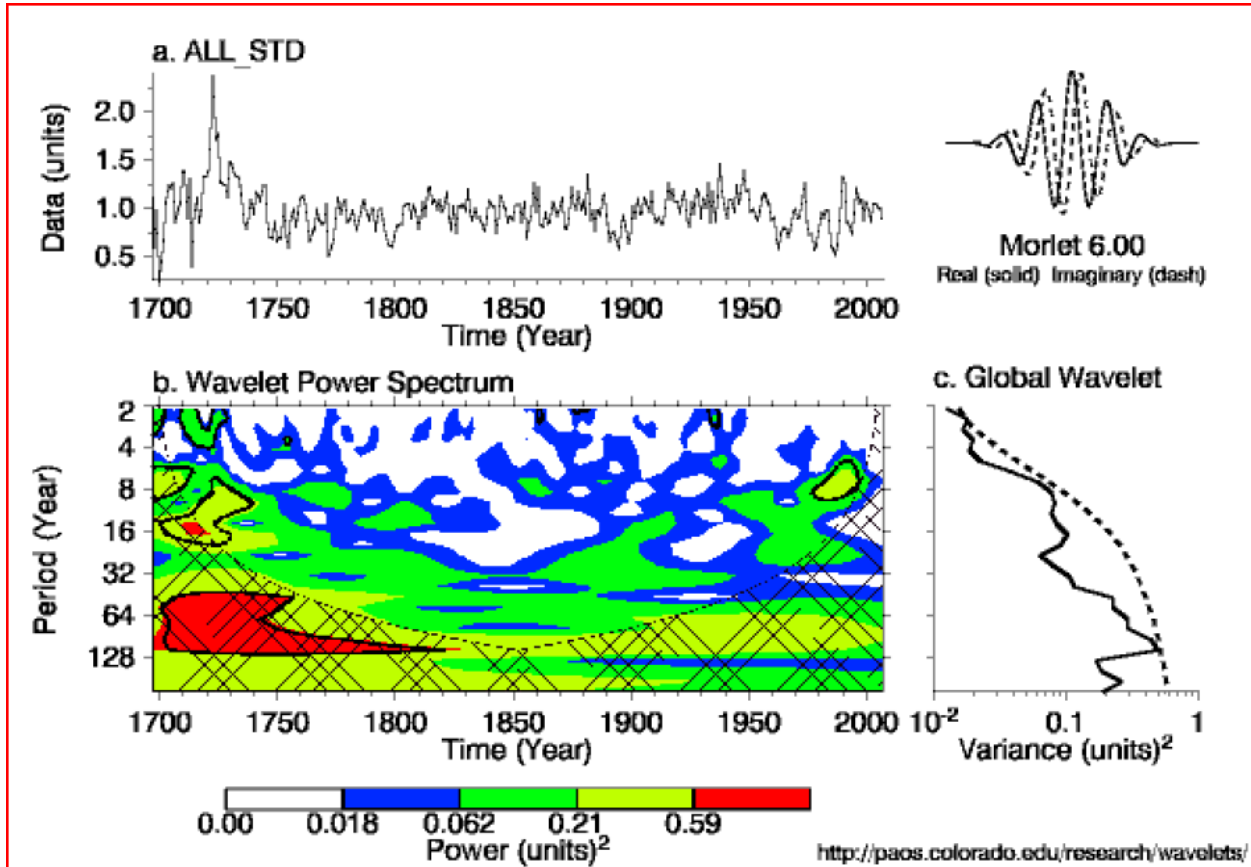 a. ALL_STD
Data (units)
2.0
1.5
1.0
0.5
1700 1750 1800 1850 1900 1950 2000
Time (Year)
Morlet 6.00
Real (solid) Imaginary (dash)
b. Wavelet Power Spectrum
Period (Year)
2
4
8
16
32
64
128
1700 1750 1800 1850 1900 1950 2000
Time (Year)
c. Global Wavelet
10-2 0.1 1
Variance (units)2
0.00 0.018 0.062 0.21 0.59
Power (units)2
http://paos.colorado.edu/research/wavelets/